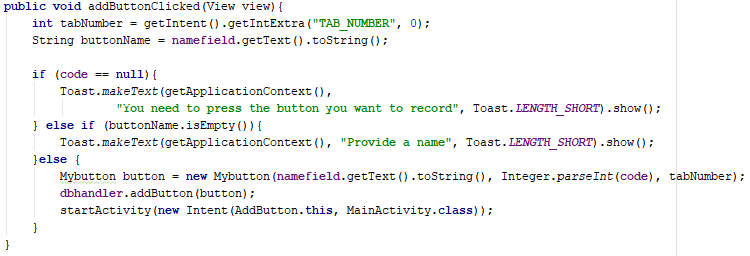 public void addButtonClicked(View view){
    int tabNumber = getIntent().getIntExtra("TAB_NUMBER", 0);
    String buttonName = namefield.getText().toString();

    if (code == null){
        Toast.makeText(getApplicationContext(),
                "You need to press the button you want to record", Toast.LENGTH_SHORT).show();
    } else if (buttonName.isEmpty()){
        Toast.makeText(getApplicationContext(), "Provide a name", Toast.LENGTH_SHORT).show();
    }else {
        Mybutton button = new Mybutton(namefield.getText().toString(), Integer.parseInt(code), tabNumber);
        dbhandler.addButton(button);
        startActivity(new Intent(AddButton.this, MainActivity.class));
    }
}